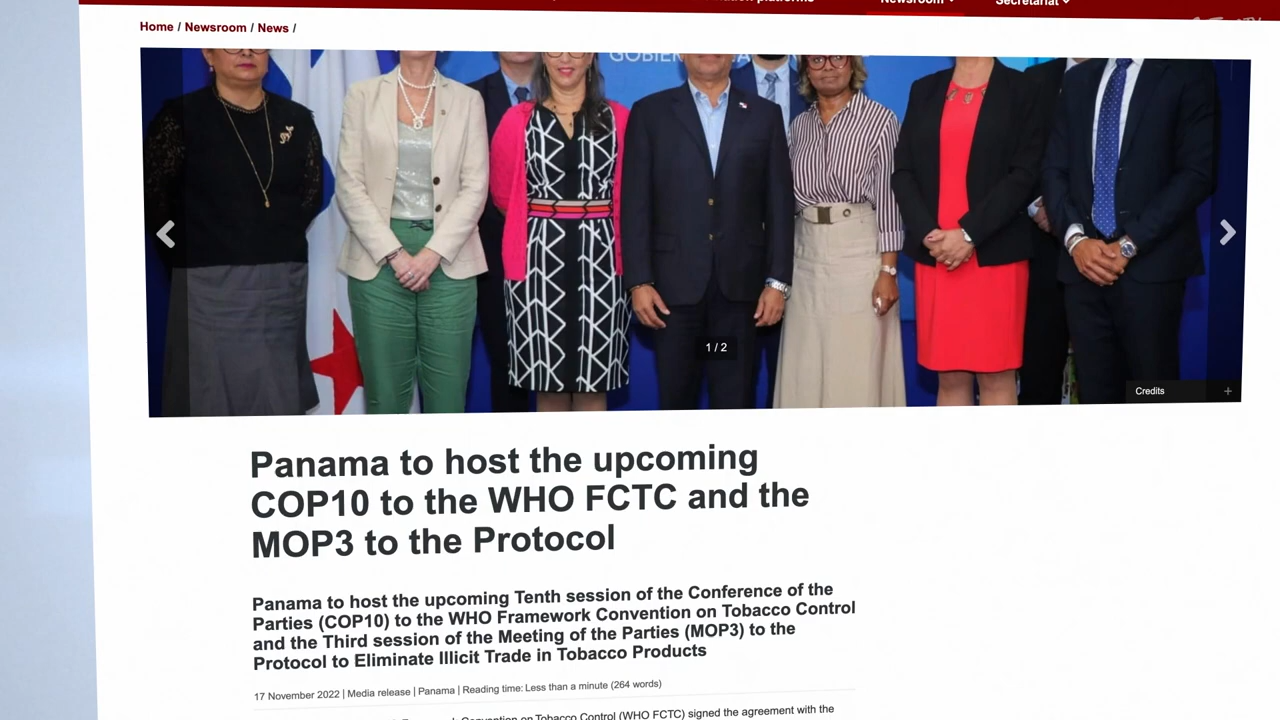 Newsroom
Secretariat
Home / Newsroom / News /
1 / 2
Credits
Panama to host the upcoming
COP10 to the WHO FCTC and the
MOP3 to the Protocol
Panama to host the upcoming Tenth session of the Conference of the
Parties (COP10) to the WHO Framework Convention on Tobacco Control
and the Third session of the Meeting of the Parties (MOP3) to the
Protocol to Eliminate Illicit Trade in Tobacco Products
17 November 2022 | Media release | Panama | Reading time: Less than a minute (264 words)
Convention on Tobacco Control (WHO FCTC) signed the agreement with the